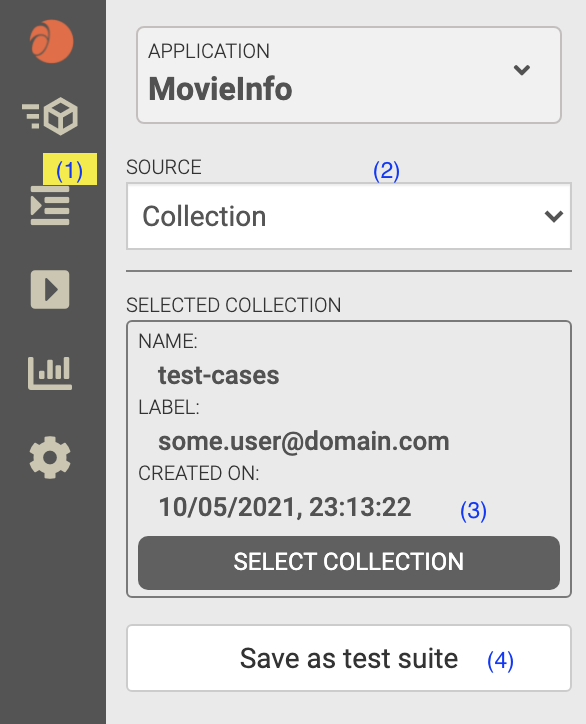 APPLICATION
MovieInfo
(1)
SOURCE (2)
Collection
SELECTED COLLECTION
NAME:
test-cases
LABEL:
some.user@domain.com
CREATED ON:
10/05/2021, 23:13:22 (3)
SELECT COLLECTION
Save as test suite (4)